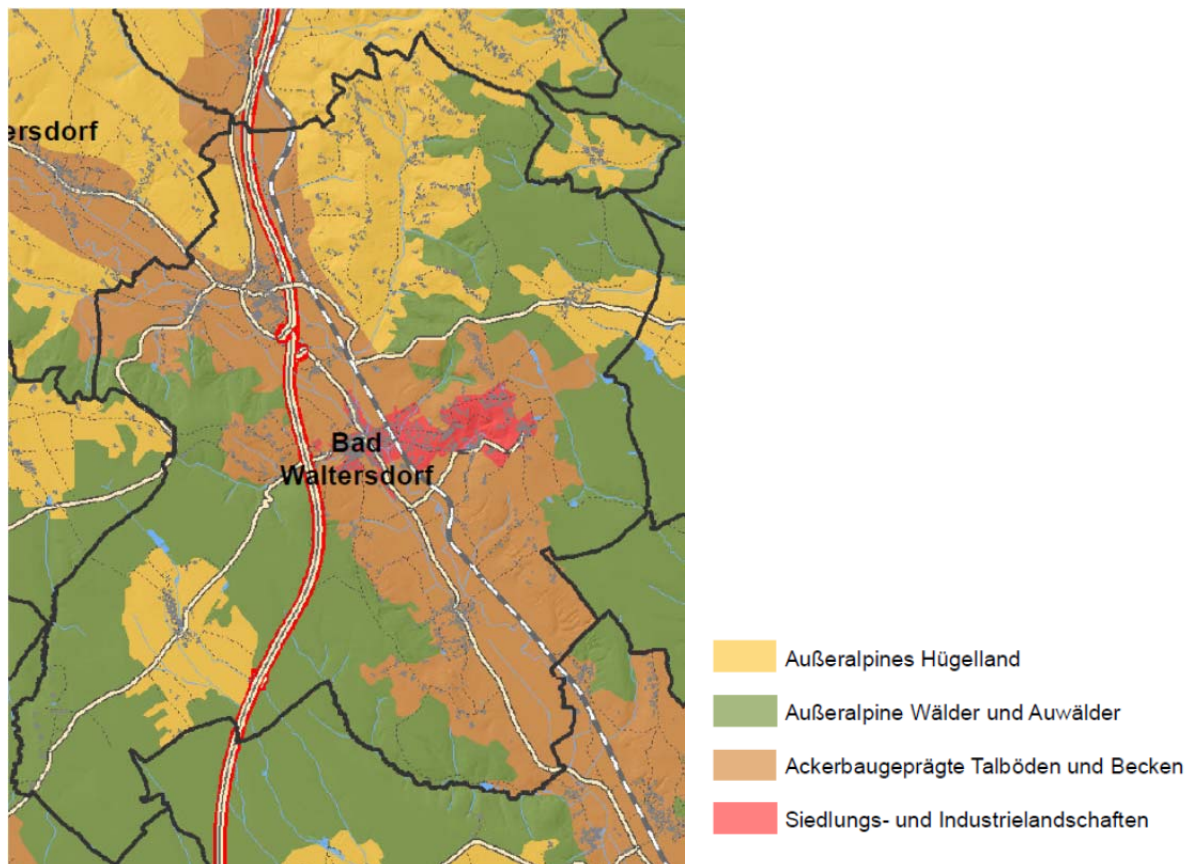 ersdorf
Bad
Waltersdorf
Außeralpines Hügelland
Außeralpine Wälder und Auwälder
Ackerbaugeprägte Talböden und Becken
Siedlungs- und Industrielandschaften